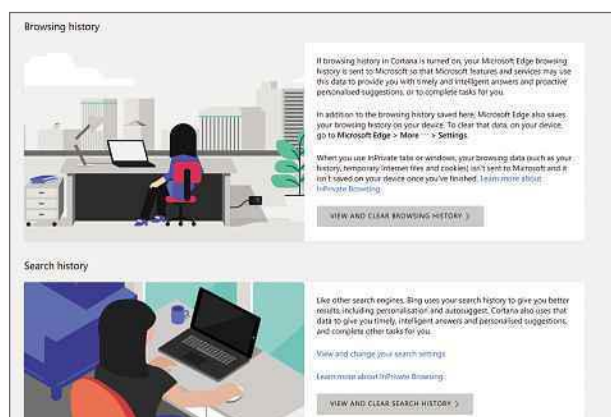 Browsing history
If browsing history in Cortana is turned on, your Microsoft Edge browsing
history is sent to Microsoft so that Microsoft features and services may use
this data to provide you with timely and intelligent answers and proactive
personalised suggestions, or to complete tasks for you.
In addition to the browsing history saved here, Microsoft Edge also saves
your browsing history on your device. To clear that data, on your device,
go to Microsoft Edge > More ··· > Settings.
When you use InPrivate tabs or windows, your browsing data (such as your
history, temporary internet files and cookies) isn't sent to Microsoft and it
isn't saved on your device once you've finished. Learn more about
InPrivate Browsing
VIEW AND CLEAR BROWSING HISTORY >
Search history
Like other search engines, Bing uses your search history to give you better
results, including personalisation and autosuggest. Cortana also uses that
data to give you timely, intelligent answers and personalised suggestions,
and complete other tasks for you.
View and change your search settings
Learn more about InPrivate Browsing
VIEW AND CLEAR SEARCH HISTORY >